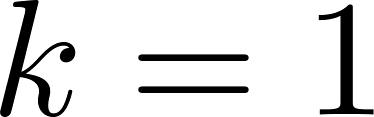 k = 1